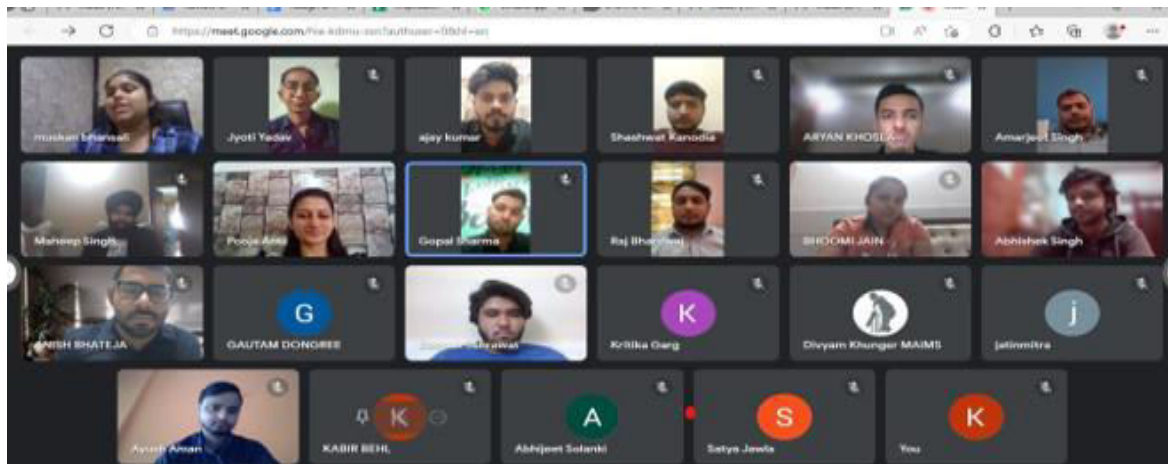 meet.google.com
muskan bhansali
Jyoti Yadav
ajay kumar
Shashwat Kanodia
ARYAN KHOSLA
Amarjeet Singh
Maheep Singh
Pooja
Gopal Sharma
Raj Bhardwaj
BHOOMI JAIN
Abhishek Singh
ANISH BHATEJA
G
GAUTAM DONGREE
K
Kritika Garg
Divyam Khunger MAIMS
j
jatinmitra
Ayush Aman
K
KABIR BEHL
A
Abhijeet Solanki
S
Satya Jawla
K
You